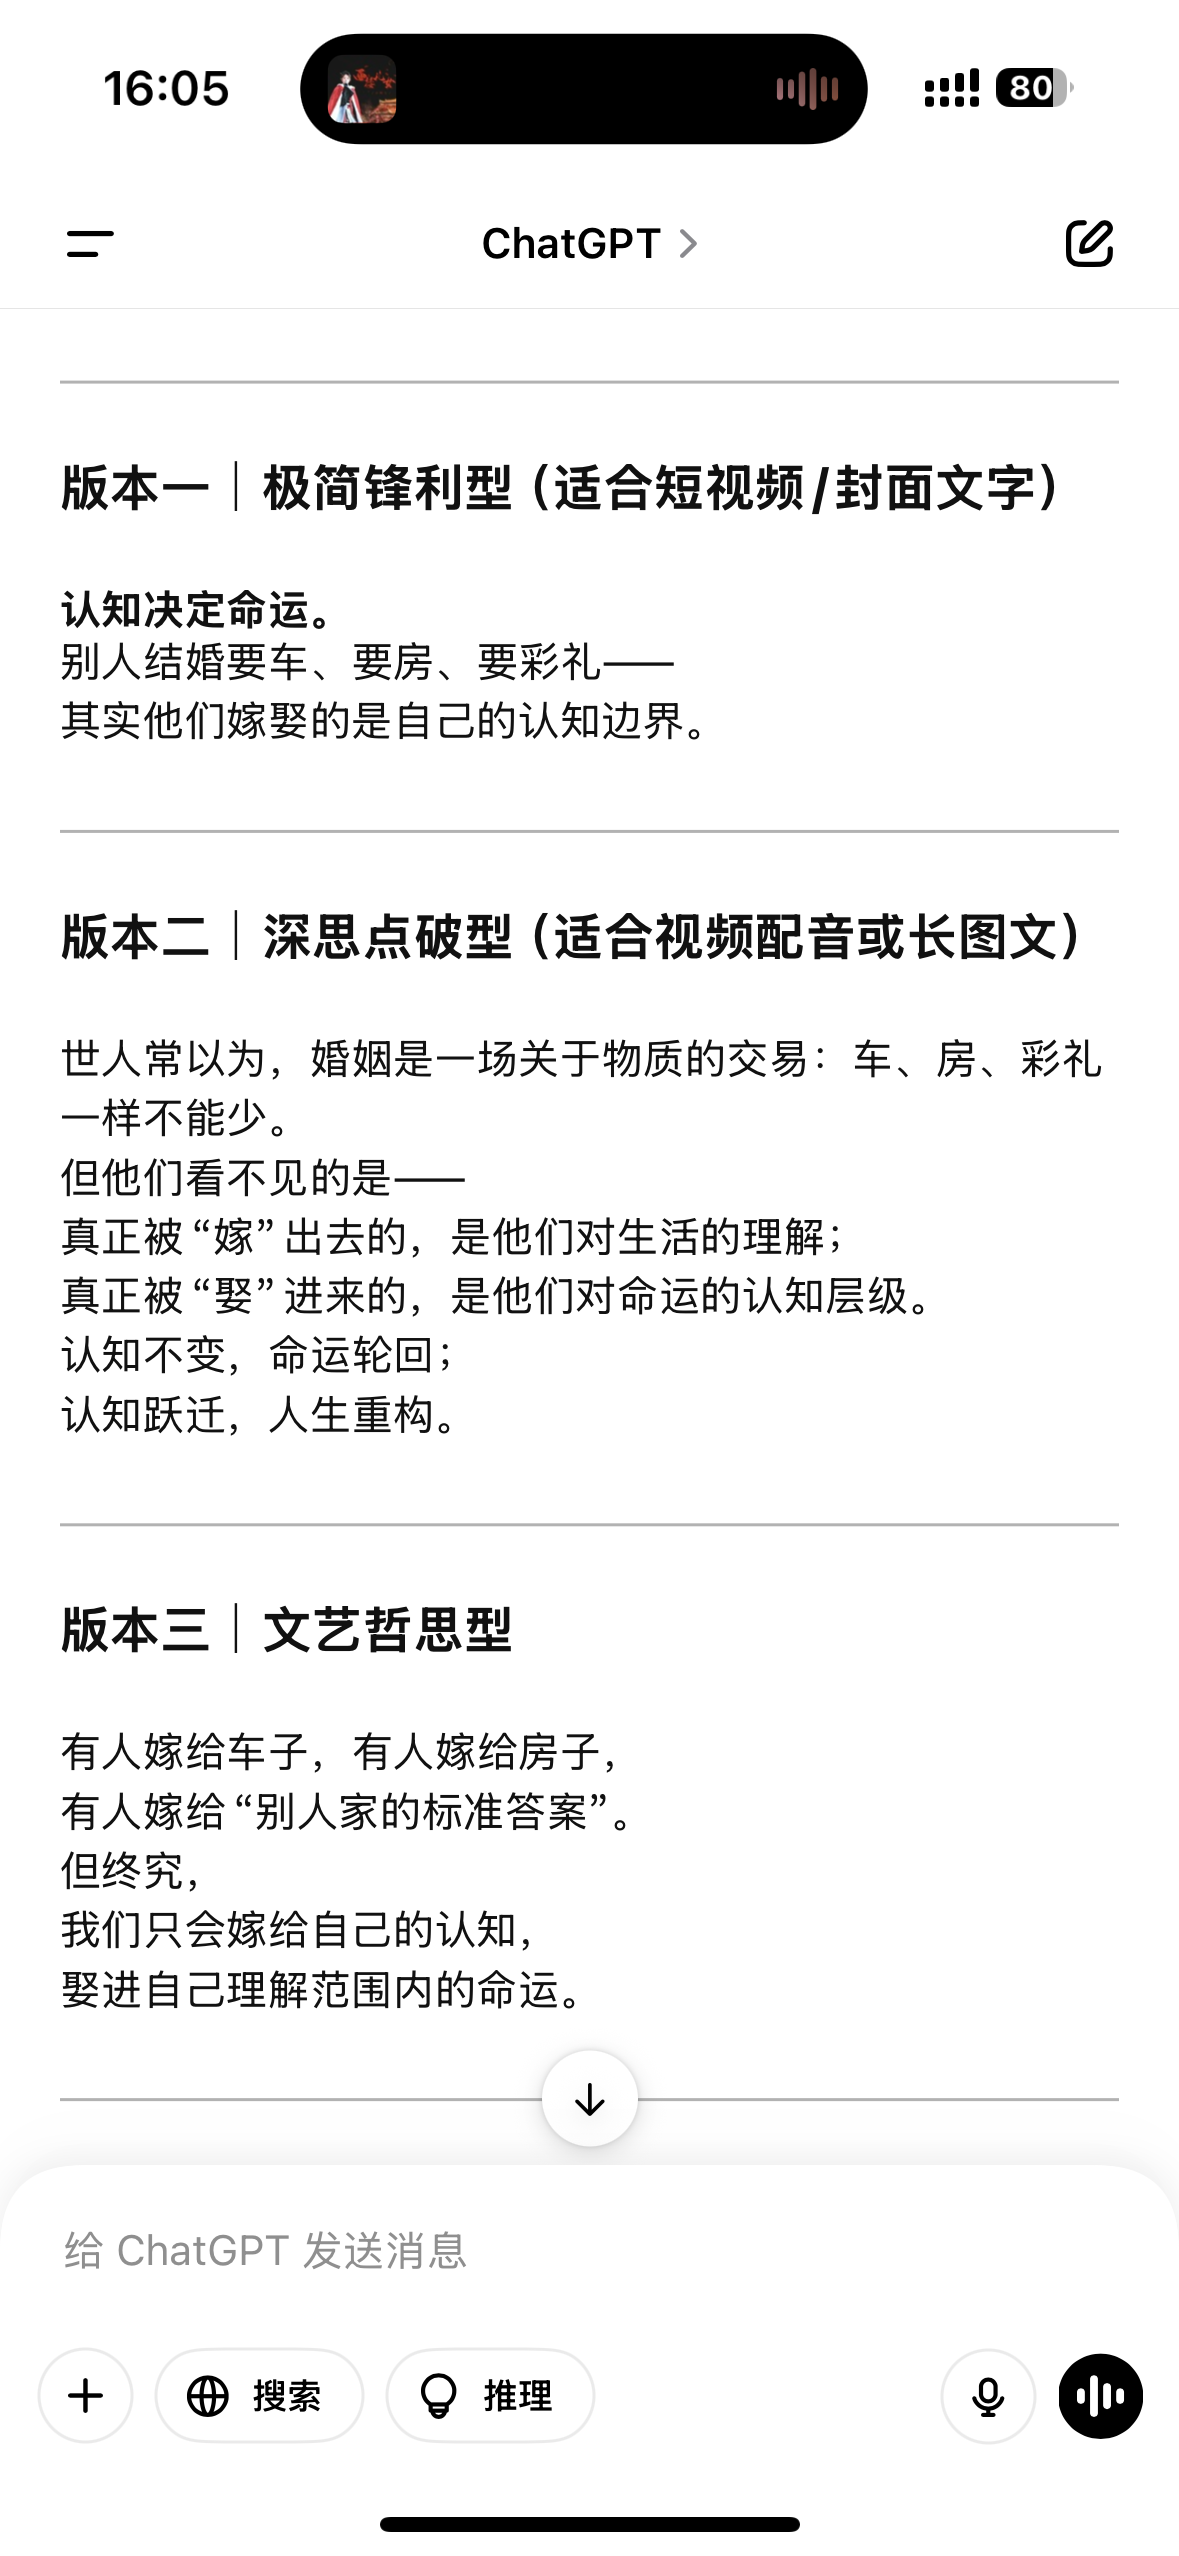 16:05
80
ChatGPT
版本一｜极简锋利型（适合短视频/封面文字）
认知决定命运。
别人结婚要车、要房、要彩礼——
其实他们嫁娶的是自己的认知边界。
版本二｜深思点破型（适合视频配音或长图文）
世人常以为，婚姻是一场关于物质的交易：车、房、彩礼
一样不能少。
但他们看不见的是——
真正被“嫁”出去的，是他们对生活的理解；
真正被“娶”进来的，是他们对命运的认知层级。
认知不变，命运轮回；
认知跃迁，人生重构。
版本三｜文艺哲思型
有人嫁给车子，有人嫁给房子，
有人嫁给“别人家的标准答案”。
但终究，
我们只会嫁给自己的认知，
娶进自己理解范围内的命运。
给 ChatGPT 发送消息
搜索
推理